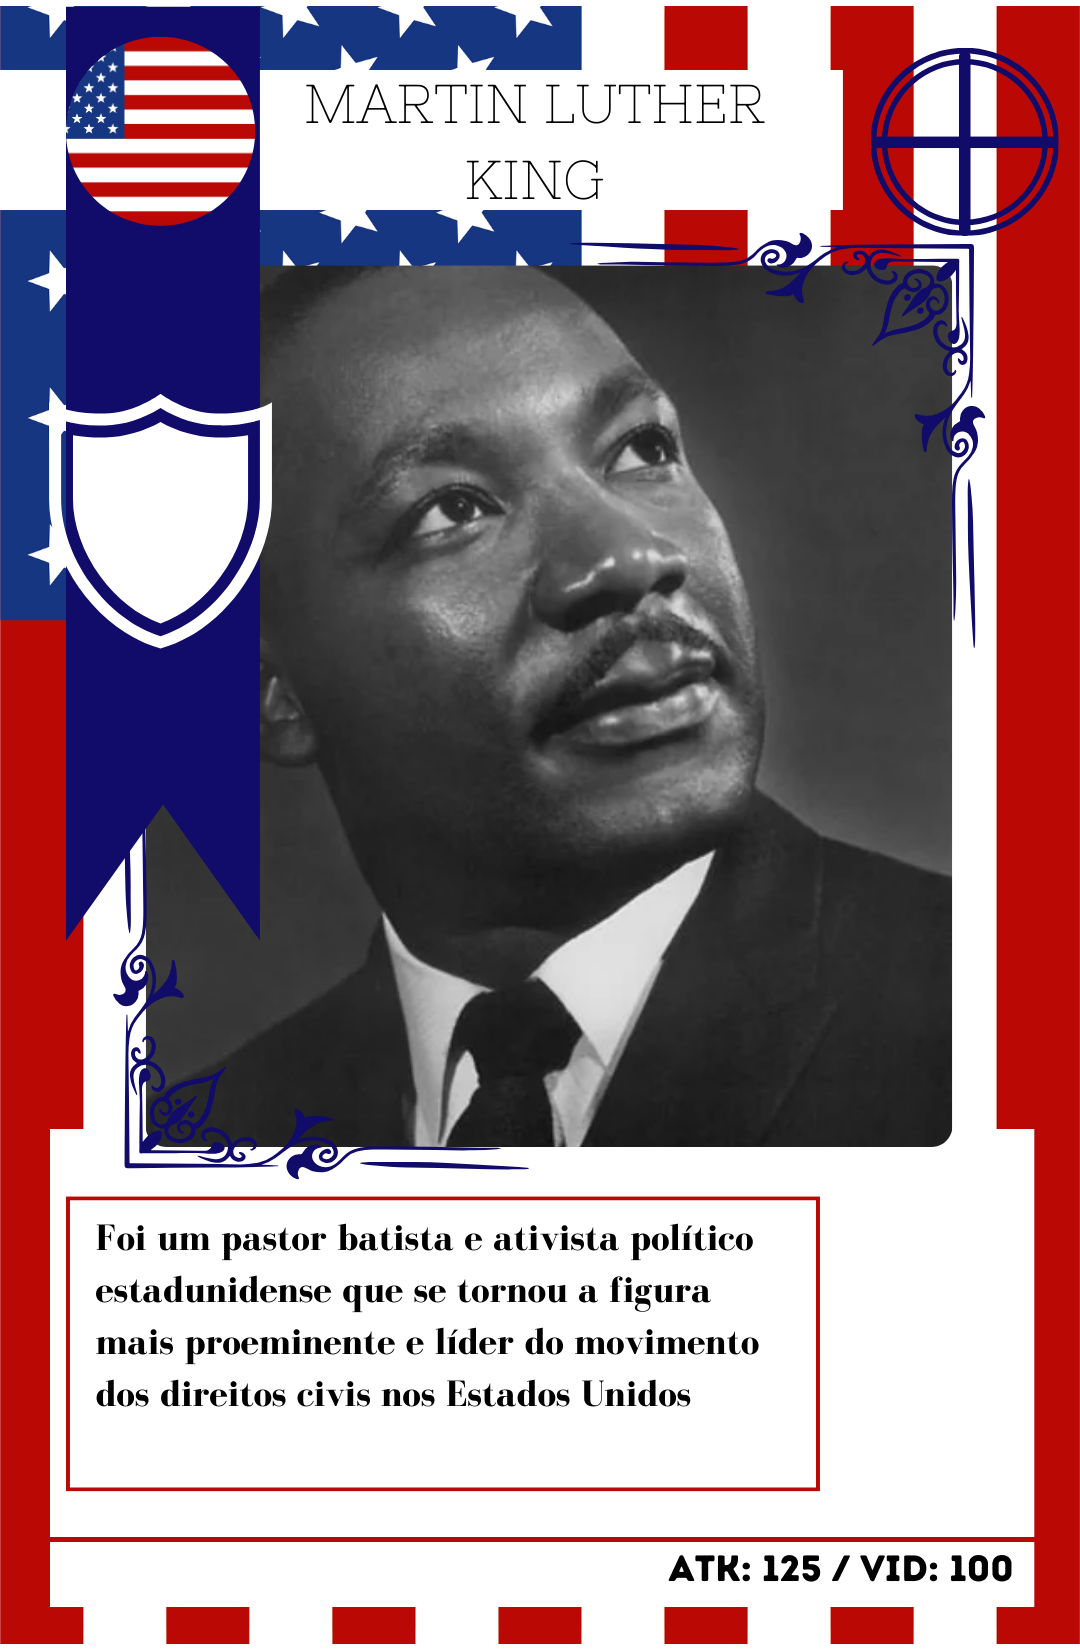 MARTIN LUTHER
KING
Foi um pastor batista e ativista político
estadunidense que se tornou a figura
mais proeminente e líder do movimento
dos direitos civis nos Estados Unidos
ATK: 125 / VID: 100